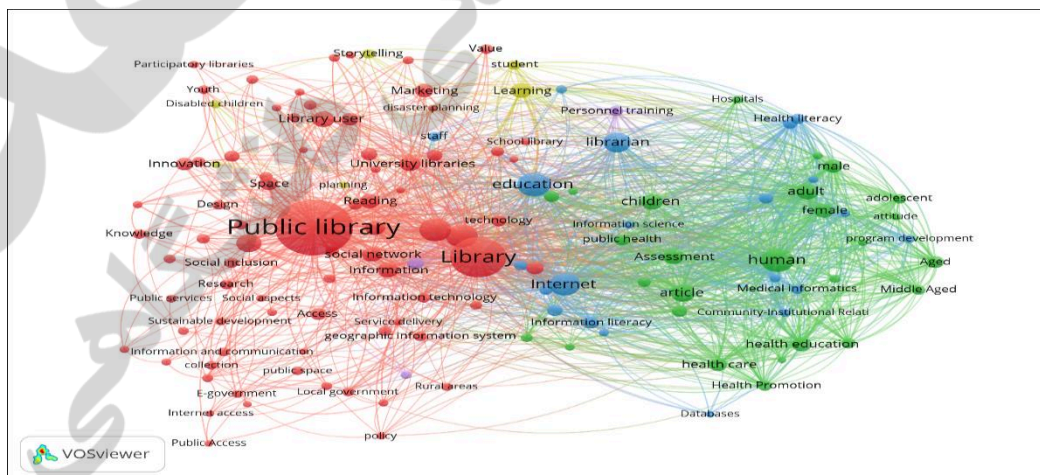 Value
Storytelling
Participatory libraries
student
Youth
Marketing
Learning
Disabled children
disaster planning
Personnel training
Hospitals
Library user
Health literacy
staff
School library
librarian
Innovation
University libraries
male
Space
planning
education
adult
adolescent
Design
Reading
children
female
attitude
Public library
technology
Information science
Knowledge
public health
program development
social network
Library
Assessment
human
Aged
Social inclusion
Information
Research
Internet
article
Medical informatics
Middle Aged
Public services
Social aspects
Information technology
Access
Community-Institutional Relati
Sustainable development
Service delivery
Information literacy
geographic information system
health education
Information and communication
collection
public space
health care
Rural areas
Health Promotion
E-government
Local government
Internet access
Databases
Public Access
policy
VOSviewer